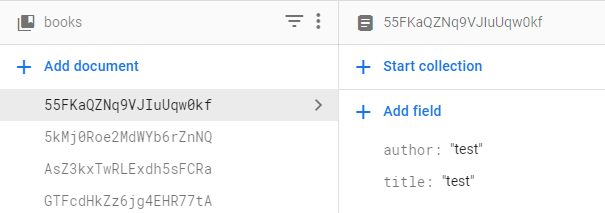 books
Add document
55FKaQZNq9VJIuUqw0kf
5kMj0Roe2MdWYb6rZnNQ
AsZ3kxTwRLExdh5sFCRa
GTFcdHkZz6jg4EHR77tA
55FKaQZNq9VJIuUqw0kf
Start collection
Add field
author: "test"
title: "test"